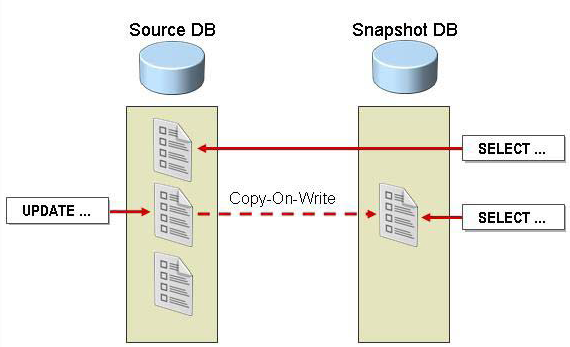 Source DB
Snapshot DB
SELECT ...
Copy-On-Write
UPDATE ...
SELECT ...